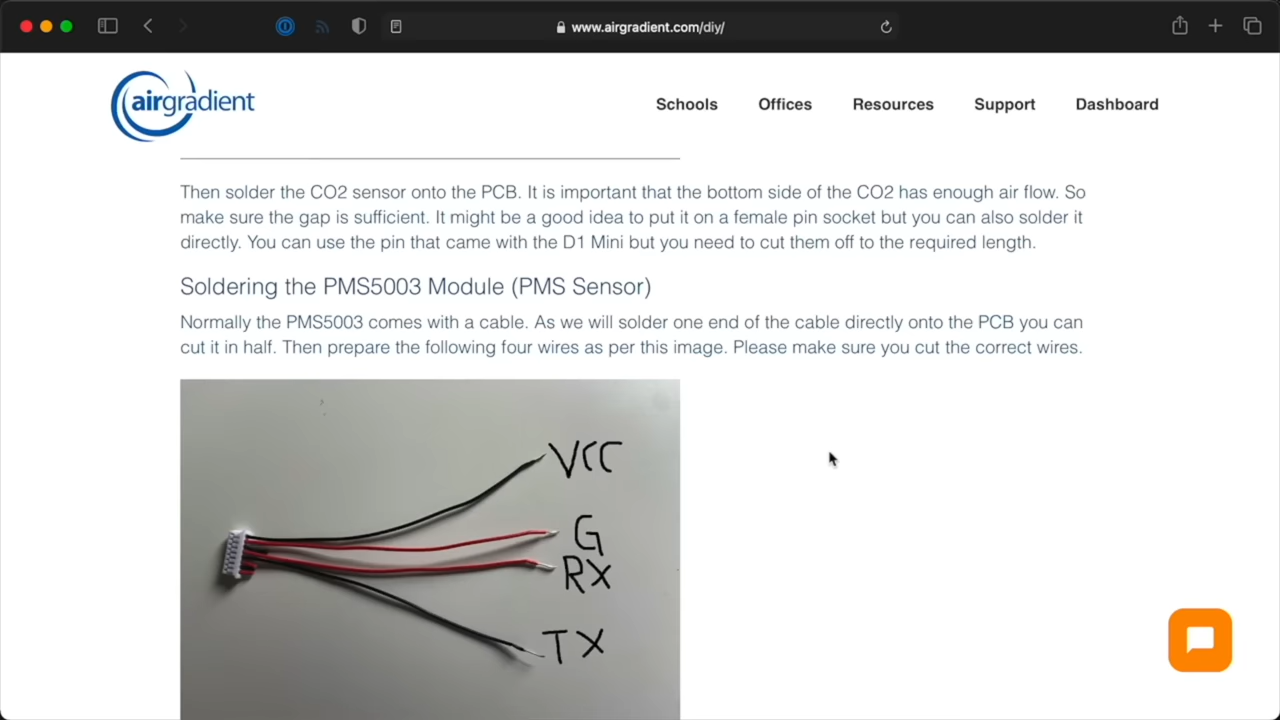 www.airgradient.com/diy/
airgradient
Schools
Offices
Resources
Support
Dashboard
Then solder the CO2 sensor onto the PCB. It is important that the bottom side of the CO2 has enough air flow. So
make sure the gap is sufficient. It might be a good idea to put it on a female pin socket but you can also solder it
directly. You can use the pin that came with the D1 Mini but you need to cut them off to the required length.
Soldering the PMS5003 Module (PMS Sensor)
Normally the PMS5003 comes with a cable. As we will solder one end of the cable directly onto the PCB you can
cut it in half. Then prepare the following four wires as per this image. Please make sure you cut the correct wires.
VCC
G
RX
TX